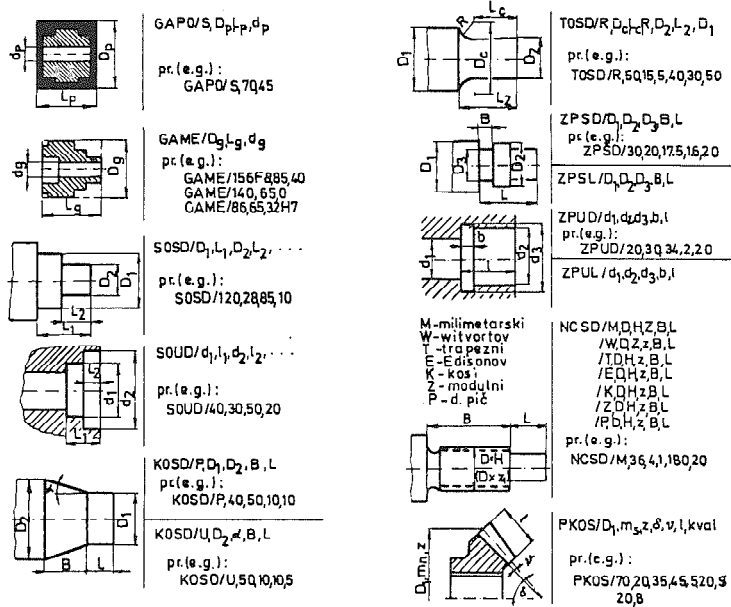 GAPO/S, Dp, Lp, dp
pr.(e.g.):
GAPO/S,70,45
dp
Dp
Lp
GAME/Dg, Lg, dg
pr.(e.g.):
GAME/156F8,85,40
GAME/140,65,0
GAME/86,65,32H7
dg
Dg
Lg
SOSD/D1, L1, D2, L2, ....
pr.(e.g.):
SOSD/120,28,85,10
D2
D1
L2
L1
SOUD/d1, l1, d2, l2, ....
pr.(e.g.):
SOUD/40,30,50,20
L2
d1
d2
L1
KOSD/P, D1, D2, B, L
pr.(e.g.):
KOSD/P,40,50,10,10
KOSD/U, D2, α, B, L
pr.(e.g.):
KOSD/U,50,10,10,5
α
D2
D1
B
L
TOSD/R, Dc, Lc, R, D2, L2, D1
pr.(e.g.):
TOSD/R,60,15,5,40,30,50
R
Lc
D1
Dc
D2
L2
ZPSD/D1, D2, D3, B, L
pr.(e.g.):
ZPSD/30,20,17.5,1.6,20
ZPSL/D1, D2, D3, B, L
B
D1
D3
D2
L
ZPUD/d1, d2, d3, b, l
pr.(e.g.):
ZPUD/20,30,34,2,20
ZPUL/d1, d2, d3, b, l
b
l
d1
d2
d3
M-milimetarski
W-witvortov
T-trapezni
E-Edisonov
K-kosi
Z-modulni
P-d. pič
NCSD/M,D,H,Z,B,L
/W,D,Z,z,B,L
/T,D,H,z,B,L
/E,D,H,z,B,L
/K,D,H,z,B,L
/Z,D,H,z,B,L
/P,D,H,z,B,L
pr.(e.g.):
NCSD/M,36,4,1,180,20
B
L
D×H
(D×z)
PKOS/D1, ms, z, δ, ν, l, kval
pr.(e.g.):
PKOS/70,20,35,45,5,20,5
20,8
l
ν
δ
D1,mn,z